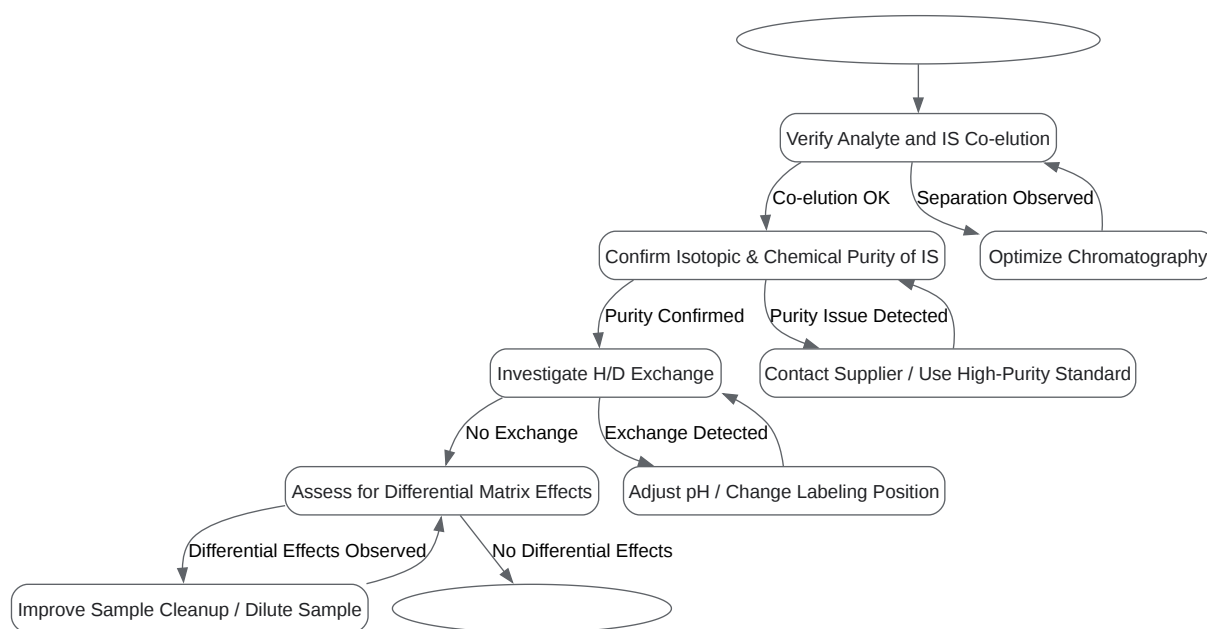 Verify Analyte and IS Co-elution
Co-elution OK
Separation Observed
Confirm Isotopic & Chemical Purity of IS
Optimize Chromatography
Purity Confirmed
Purity Issue Detected
Investigate H/D Exchange
Contact Supplier / Use High-Purity Standard
No Exchange
Exchange Detected
Assess for Differential Matrix Effects
Adjust pH / Change Labeling Position
Differential Effects Observed
No Differential Effects
Improve Sample Cleanup / Dilute Sample